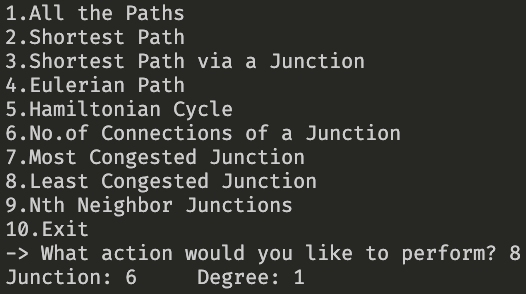 1.All the Paths
2.Shortest Path
3.Shortest Path via a Junction
4.Eulerian Path
5.Hamiltonian Cycle
6.No.of Connections of a Junction
7.Most Congested Junction
8.Least Congested Junction
9.Nth Neighbor Junctions
10.Exit
-> What action would you like to perform? 8
Junction: 6     Degree: 1